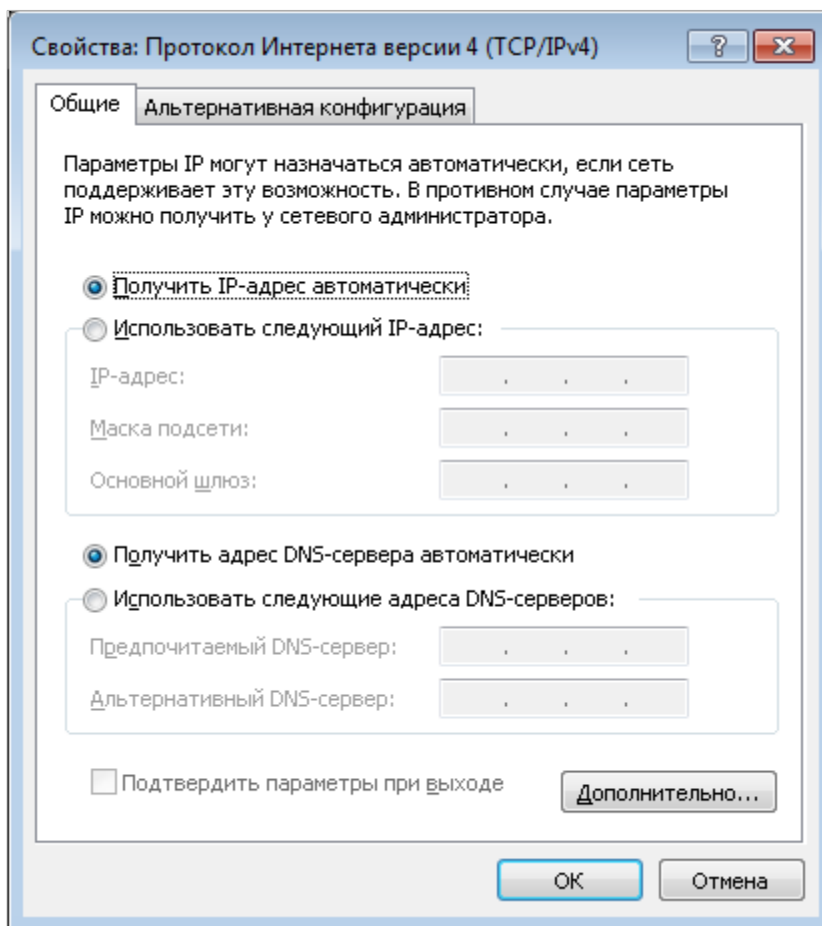 Свойства: Протокол Интернета версии 4 (TCP/IPv4)
Общие
Альтернативная конфигурация
Параметры IP могут назначаться автоматически, если сеть
поддерживает эту возможность. В противном случае параметры
IP можно получить у сетевого администратора.
Получить IP-адрес автоматически
Использовать следующий IP-адрес:
IP-адрес:
Маска подсети:
Основной шлюз:
Получить адрес DNS-сервера автоматически
Использовать следующие адреса DNS-серверов:
Предпочитаемый DNS-сервер:
Альтернативный DNS-сервер:
Подтвердить параметры при выходе
Дополнительно...
ОК
Отмена